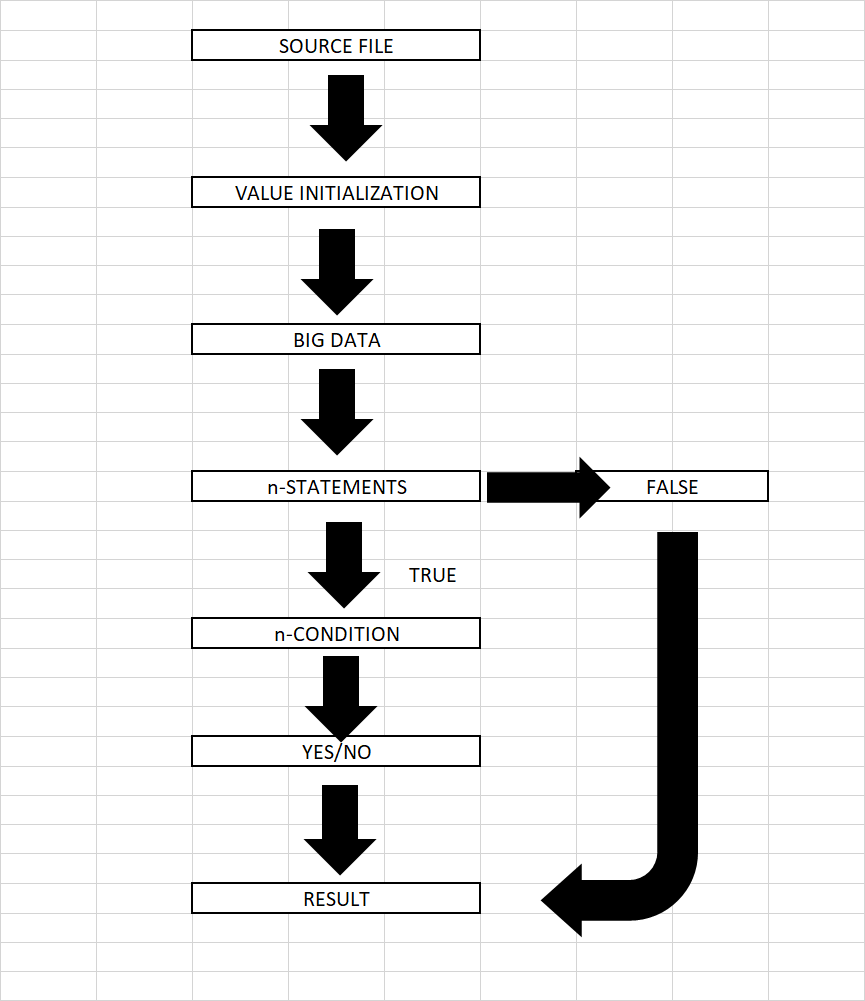 SOURCE FILE
VALUE INITIALIZATION
BIG DATA
n-STATEMENTS
FALSE
TRUE
n-CONDITION
YES/NO
RESULT